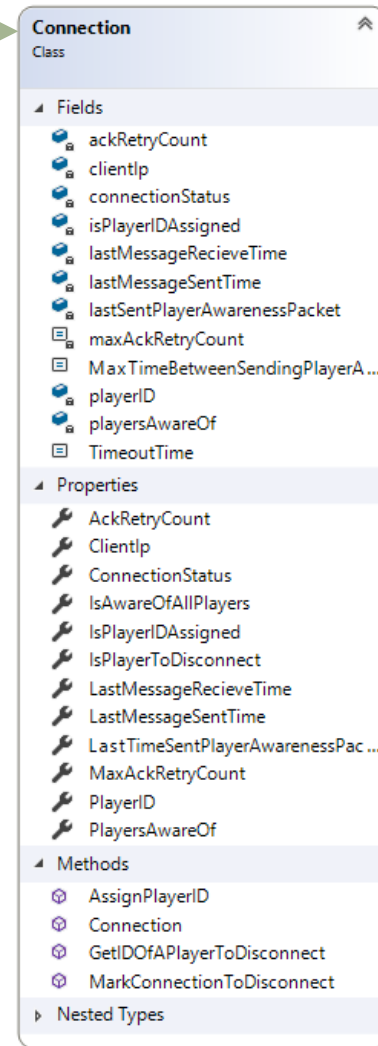 Connection
Class
Fields
ackRetryCount
clientIp
connectionStatus
isPlayerIDAssigned
lastMessageRecieveTime
lastMessageSentTime
lastSentPlayerAwarenessPacket
maxAckRetryCount
MaxTimeBetweenSendingPlayerA...
playerID
playersAwareOf
TimeoutTime
Properties
AckRetryCount
ClientIp
ConnectionStatus
IsAwareOfAllPlayers
IsPlayerIDAssigned
IsPlayerToDisconnect
LastMessageRecieveTime
LastMessageSentTime
LastTimeSentPlayerAwarenessPac...
MaxAckRetryCount
PlayerID
PlayersAwareOf
Methods
AssignPlayerID
Connection
GetIDOfAPlayerToDisconnect
MarkConnectionToDisconnect
Nested Types